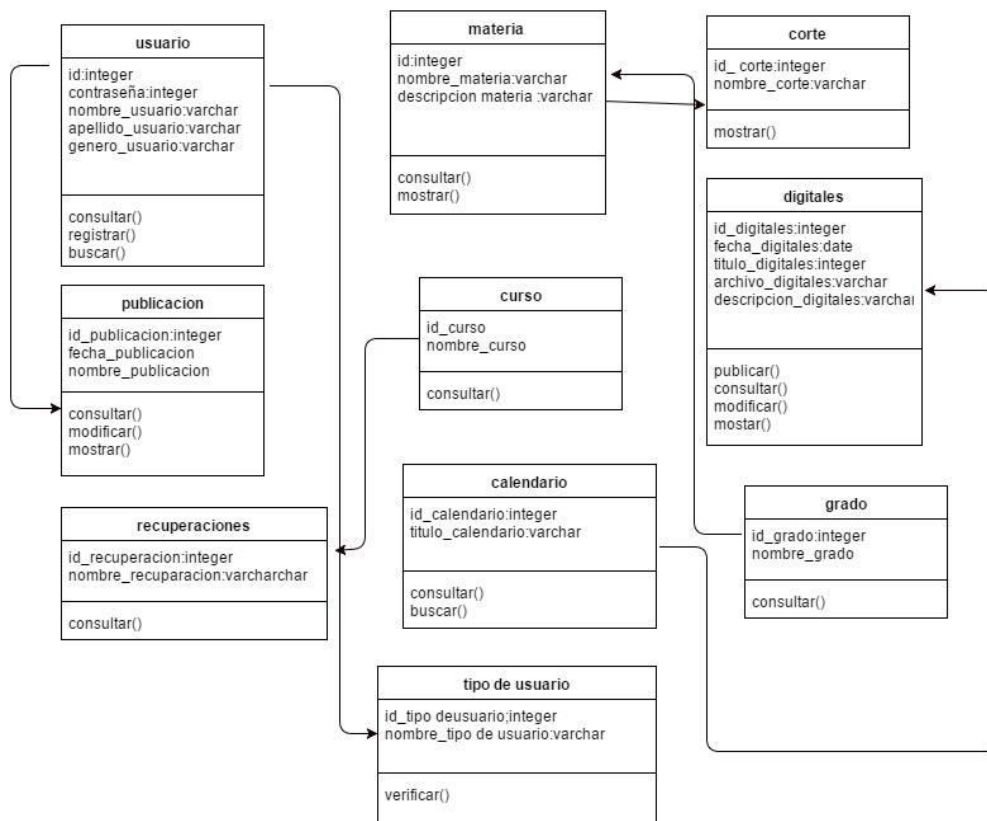 usuario
id:integer
contraseña:integer
nombre_usuario:varchar
apellido_usuario:varchar
genero_usuario:varchar
consultar()
registrar()
buscar()
materia
id:integer
nombre_materia:varchar
descripcion materia :varchar
consultar()
mostrar()
corte
id_ corte:integer
nombre_corte:varchar
mostrar()
digitales
id_digitales:integer
fecha_digitales:date
titulo_digitales:integer
archivo_digitales:varchar
descripcion_digitales:varchar
publicar()
consultar()
modificar()
mostar()
publicacion
id_publicacion:integer
fecha_publicacion
nombre_publicacion
consultar()
modificar()
mostrar()
curso
id_curso
nombre_curso
consultar()
recuperaciones
id_recuperacion:integer
nombre_recuparacion:varcharchar
consultar()
calendario
id_calendario:integer
titulo_calendario:varchar
consultar()
buscar()
grado
id_grado:integer
nombre_grado
consultar()
tipo de usuario
id_tipo deusuario;integer
nombre_tipo de usuario:varchar
verificar()